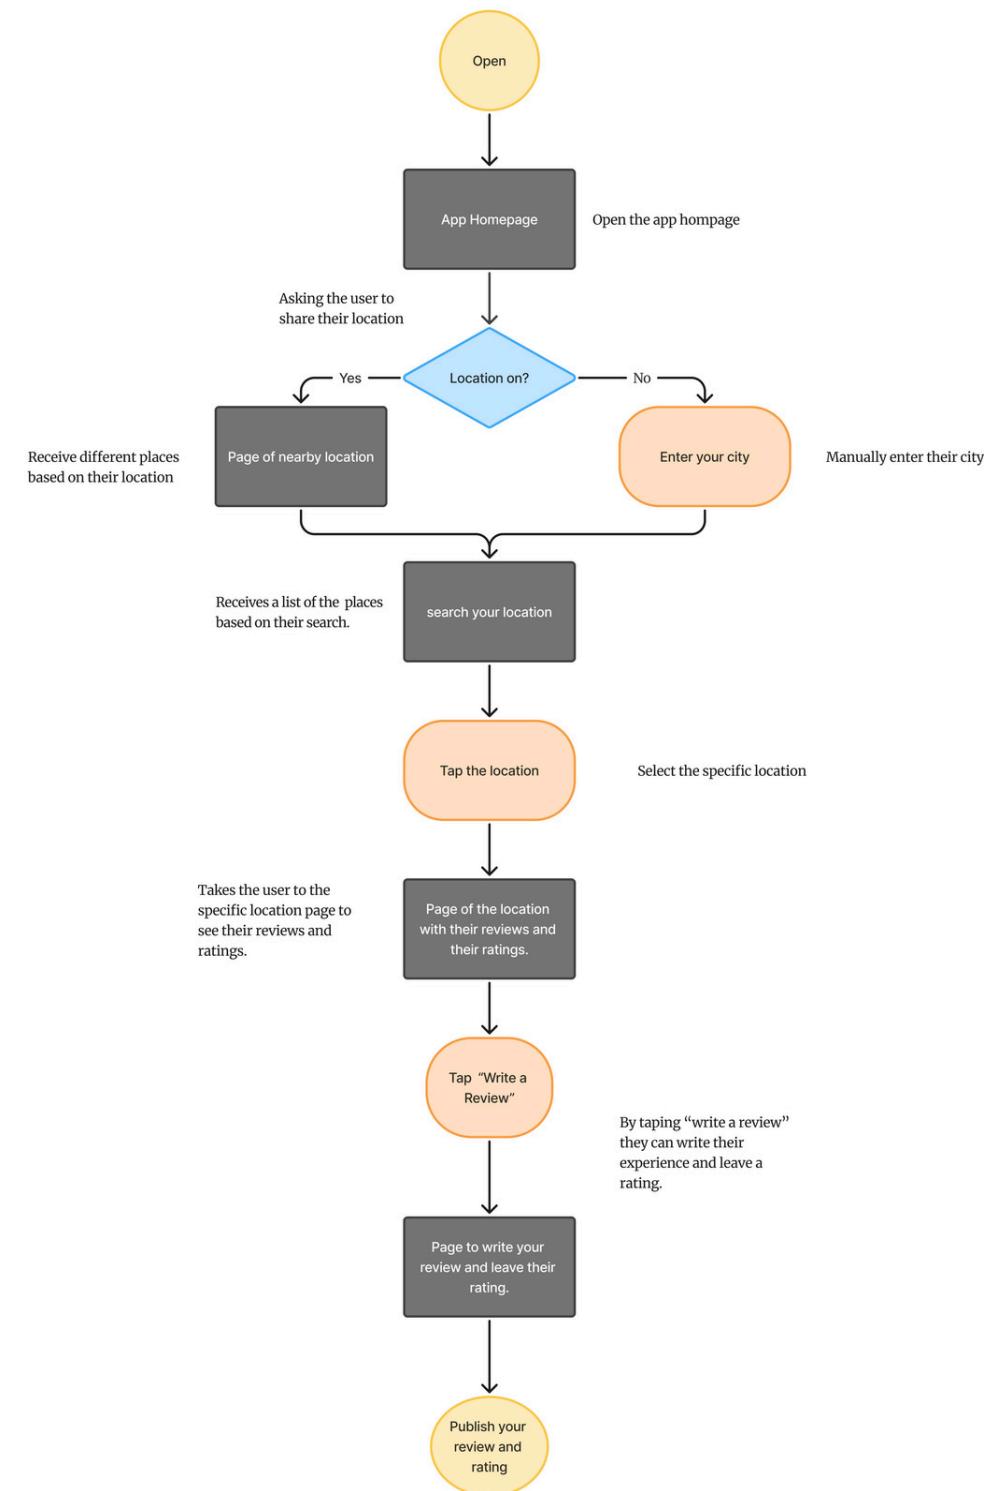 Open
App Homepage
Open the app hompage
Asking the user to
share their location
Location on?
Yes
No
Receive different places
based on their location
Page of nearby location
Enter your city
Manually enter their city
Receives a list of the places
based on their search.
search your location
Tap the location
Select the specific location
Takes the user to the
specific location page to
see their reviews and
ratings.
Page of the location
with their reviews and
their ratings.
Tap “Write a
Review”
By taping “write a review”
they can write their
experience and leave a
rating.
Page to write your
review and leave their
rating.
Publish your
review and
rating